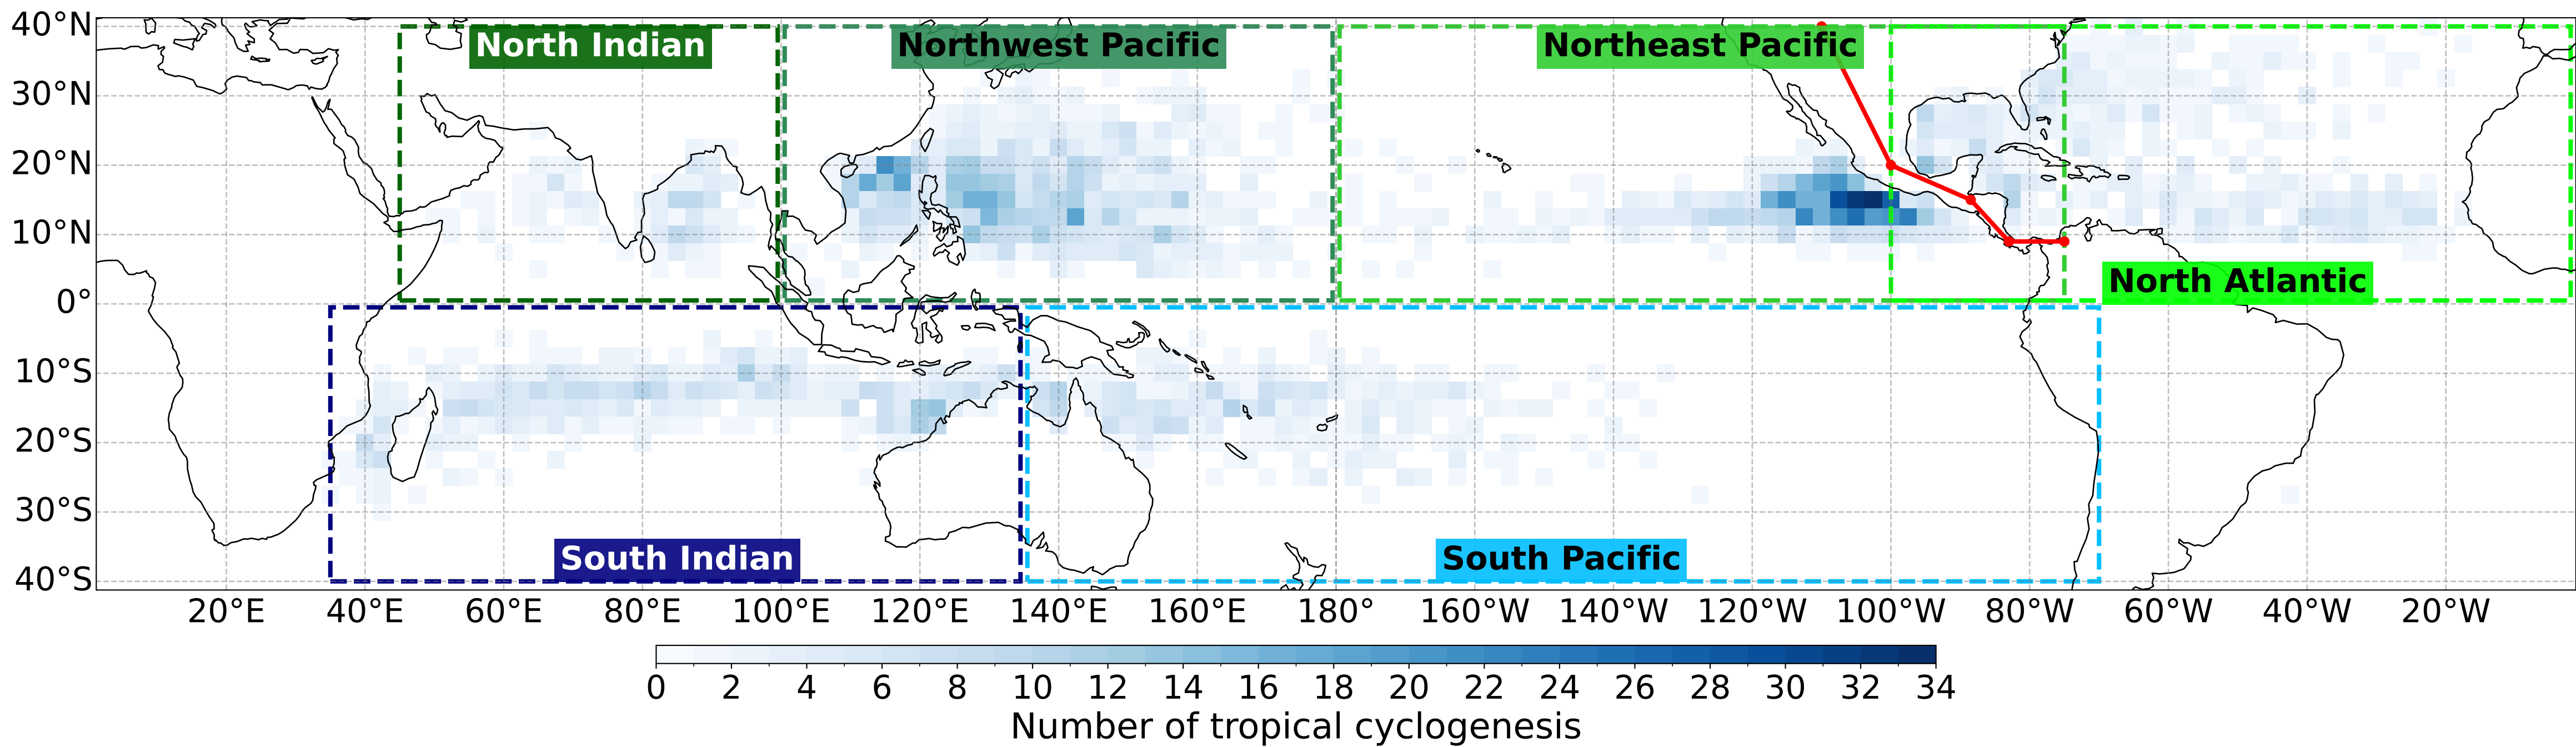 40°N
North Indian
Northwest Pacific
Northeast Pacific
30°N
20°N
10°N
North Atlantic
0°
10°S
20°S
30°S
South Indian
South Pacific
40°S
20°E 40°E 60°E 80°E 100°E 120°E 140°E 160°E 180° 160°W 140°W 120°W 100°W 80°W 60°W 40°W 20°W
0 2 4 6 8 10 12 14 16 18 20 22 24 26 28 30 32 34
Number of tropical cyclogenesis